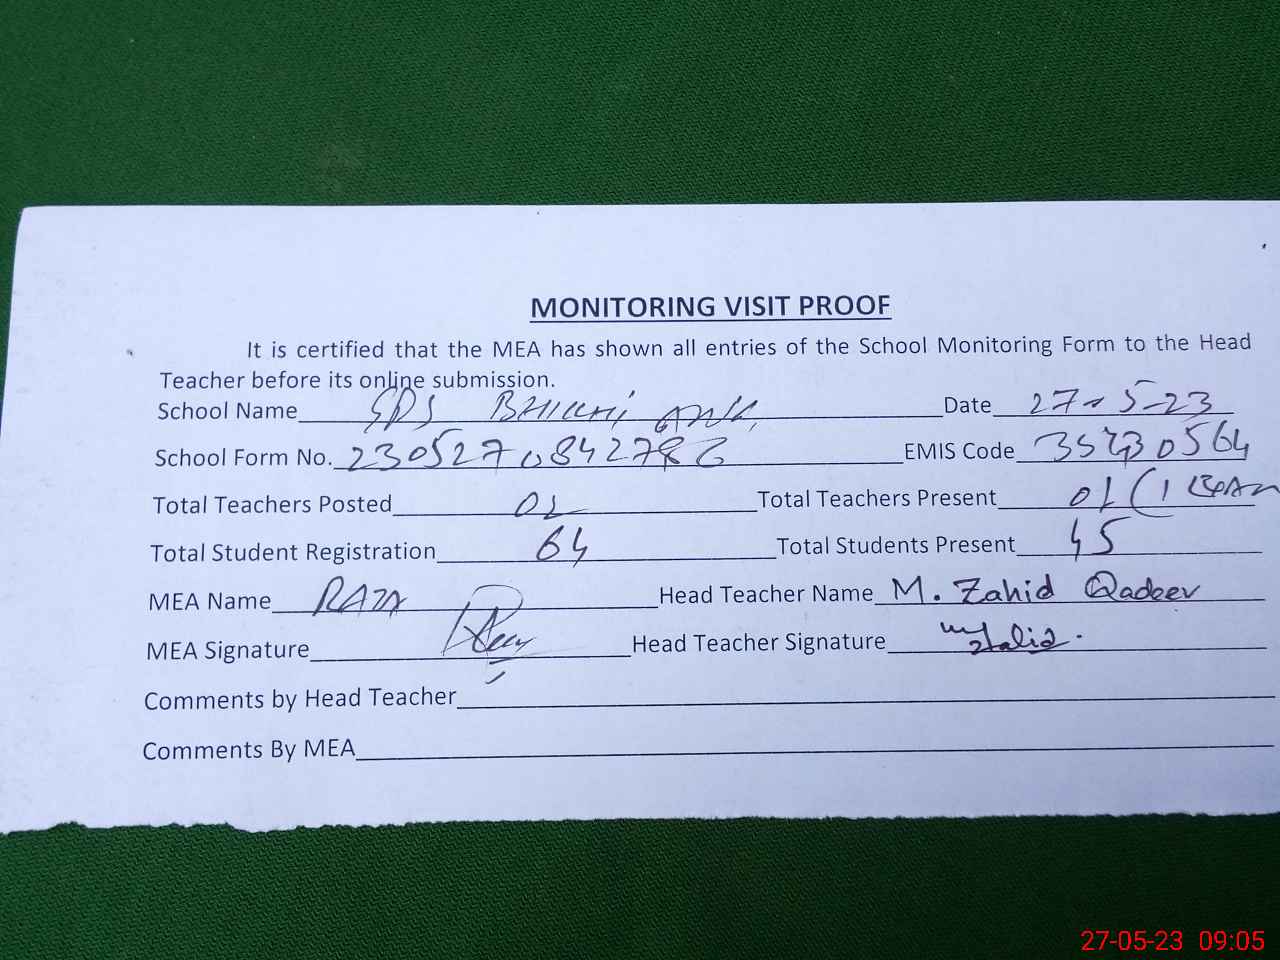 MONITORING VISIT PROOF
It is certified that the MEA has shown all entries of the School Monitoring Form to the Head
Teacher before its online submission.
School Name Date 27-5-23
School Form No. EMIS Code
Total Teachers Posted Total Teachers Present
Total Student Registration 64 Total Students Present 45
MEA Name RAZA Head Teacher Name M. Zahid Qadeer
MEA Signature Head Teacher Signature
Comments by Head Teacher
Comments By MEA
27-05-23 09:05